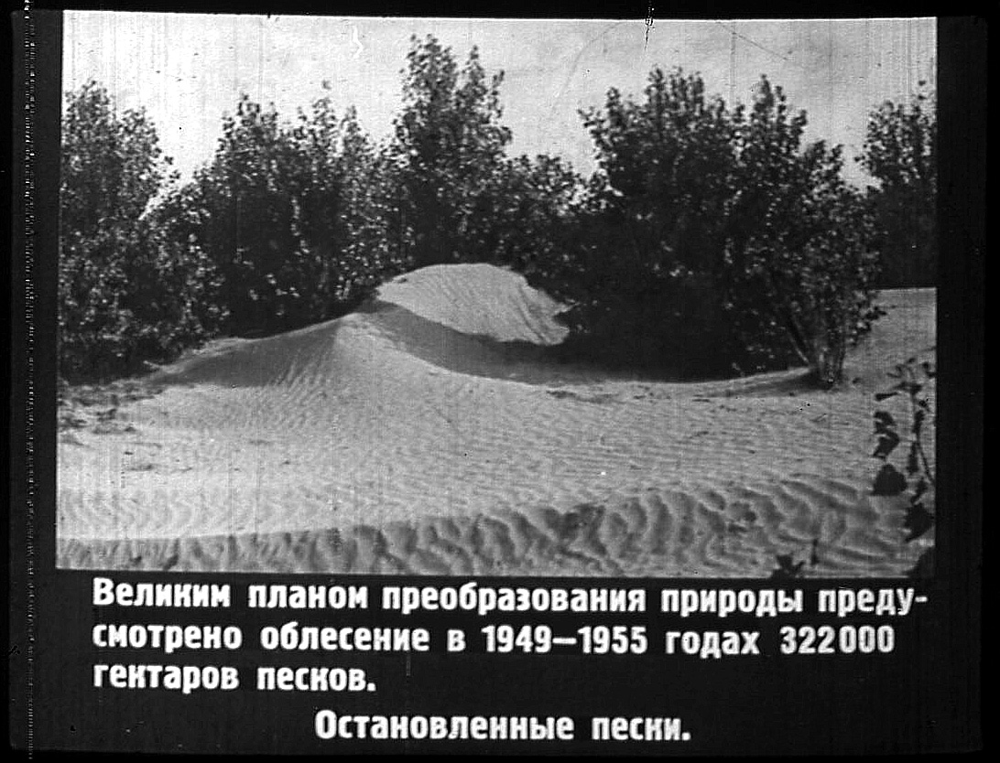 Великим планом преобразования природы преду-
смотрено облесение в 1949—1955 годах 322000
гектаров песков.
Остановленные пески.